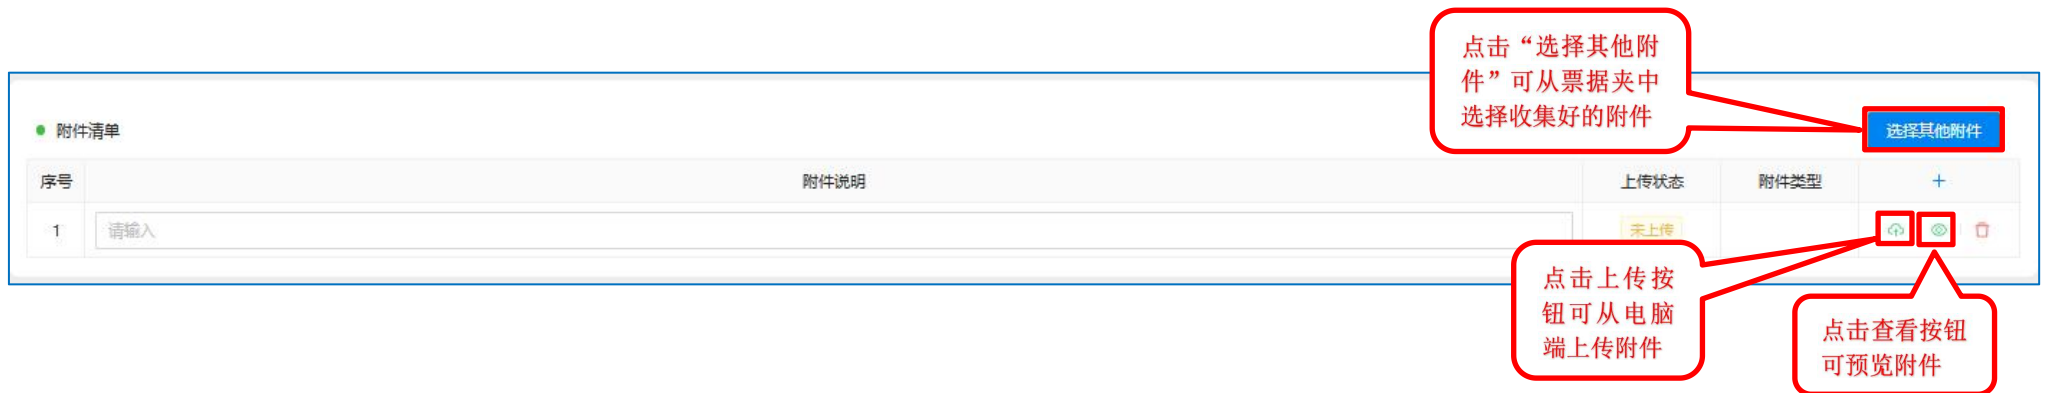 点击“选择其他附
件”可从票据夹中
选择收集好的附件
附件清单
选择其他附件
序号
附件说明
上传状态
附件类型
+
1
请输入
未上传
点击上传按
钮可从电脑
端上传附件
点击查看按钮
可预览附件